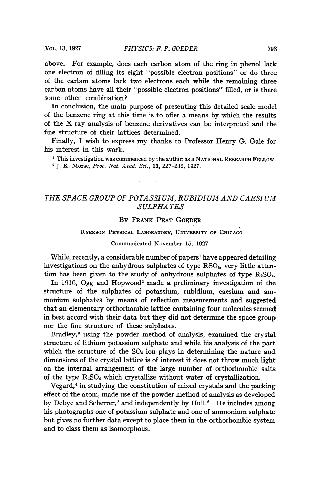 VOL. 13, 1927 PHYSICS: F. P. GOEDER 793
above. For example, does each carbon atom of the ring in phenol lack
one electron of filling its eight "possible electron positions" or do three
of the carbon atoms lack two electrons each while the remaining three
carbon atoms have all their "possible electron positions" filled, or is there
some other combination?
In conclusion, the main purpose of presenting this detailed scale model
of the benzene ring at this time is to offer a means by which the results
of the X ray analysis of benzene derivatives can be interpreted and the
fine structure of their lattices determined.
Finally, I wish to express my thanks to Professor Henry G. Gale for
his interest in this work.
¹ This investigation was commenced by the author as a NATIONAL RESEARCH FELLOW.
² J. K. Morse, Proc. Nat. Acad. Sci., 13, 1927.
THE SPACE GROUP OF POTASSIUM, RUBIDIUM AND CAESIUM
SULPHATES
BY FRANK PRAT GOEDER
RYERSON PHYSICAL LABORATORY, UNIVERSITY OF CHICAGO
Communicated November 15, 1927
While, recently, a considerable number of papers have appeared detailing
investigations on the anhydrous sulphates of type RSO₄, very little atten-
tion has been given to the study of anhydrous sulphates of type R₂SO₄.
In 1916, Ogg and Hopwood made a preliminary investigation of the
structure of the sulphates of potassium, rubidium, caesium and am-
monium sulphates by means of reflection measurements and suggested
that an elementary orthorhombic lattice containing four molecules seemed
in best accord with their data but they did not determine the space group
nor the fine structure of these sulphates.
Bradley, using the powder method of analysis, examined the crystal
structure of lithium potassium sulphate and while his analysis of the part
which the structure of the SO₄ ion plays in determining the nature and
dimensions of the crystal lattice is of interest it does not throw much light
on the internal arrangement of the large number of orthorhombic salts
of the type R₂SO₄ which crystallize without water of crystallization.
Vegard, in studying the constitution of mixed crystals and the packing
effect of the atom, made use of the powder method of analysis as developed
by Debye and Scherrer, and independently by Hull. He includes among
his photographs one of potassium sulphate and one of ammonium sulphate
but gives no further data except to place them in the orthorhombic system
and to class them as isomorphous.